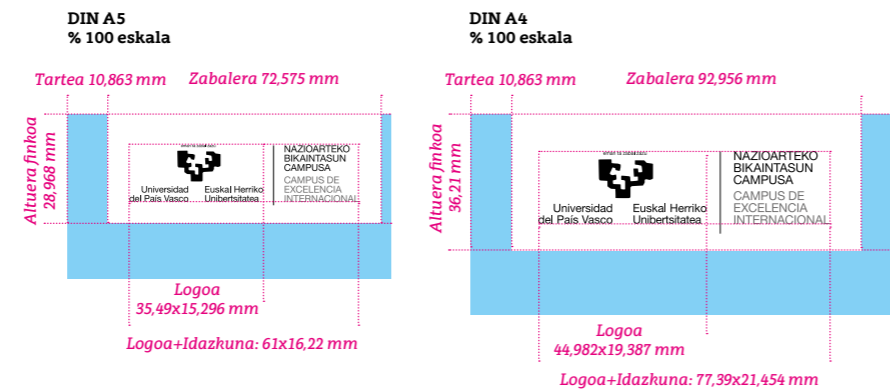 DIN A5
% 100 eskala
Tartea 10,863 mm
Zabalera 72,575 mm
Altuera finkoa
28,968 mm
Universidad
del País Vasco
Euskal Herriko
Unibertsitatea
NAZIOARTEKO
BIKAINTASUN
CAMPUSA
CAMPUS DE
EXCELENCIA
INTERNACIONAL
Logoa
35,49x15,296 mm
Logoa+Idazkuna: 61x16,22 mm
DIN A4
% 100 eskala
Tartea 10,863 mm
Zabalera 92,956 mm
Altuera finkoa
36,21 mm
Universidad
del País Vasco
Euskal Herriko
Unibertsitatea
NAZIOARTEKO
BIKAINTASUN
CAMPUSA
CAMPUS DE
EXCELENCIA
INTERNACIONAL
Logoa
44,982x19,387 mm
Logoa+Idazkuna: 77,39x21,454 mm